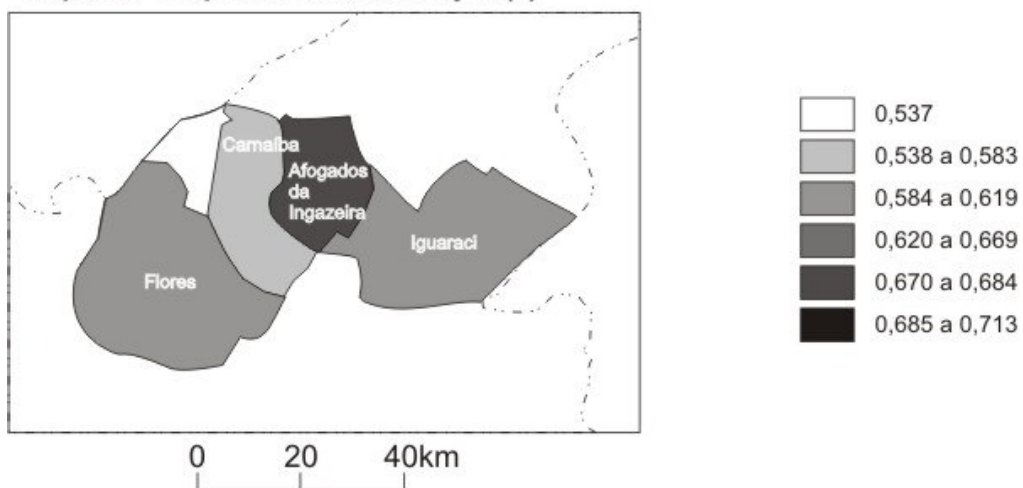 0,537
Carnaíba
0,538 a 0,583
Afogados
da
Ingazeira
0,584 a 0,619
Iguaraci
0,620 a 0,669
Flores
0,670 a 0,684
0,685 a 0,713
0 20 40km